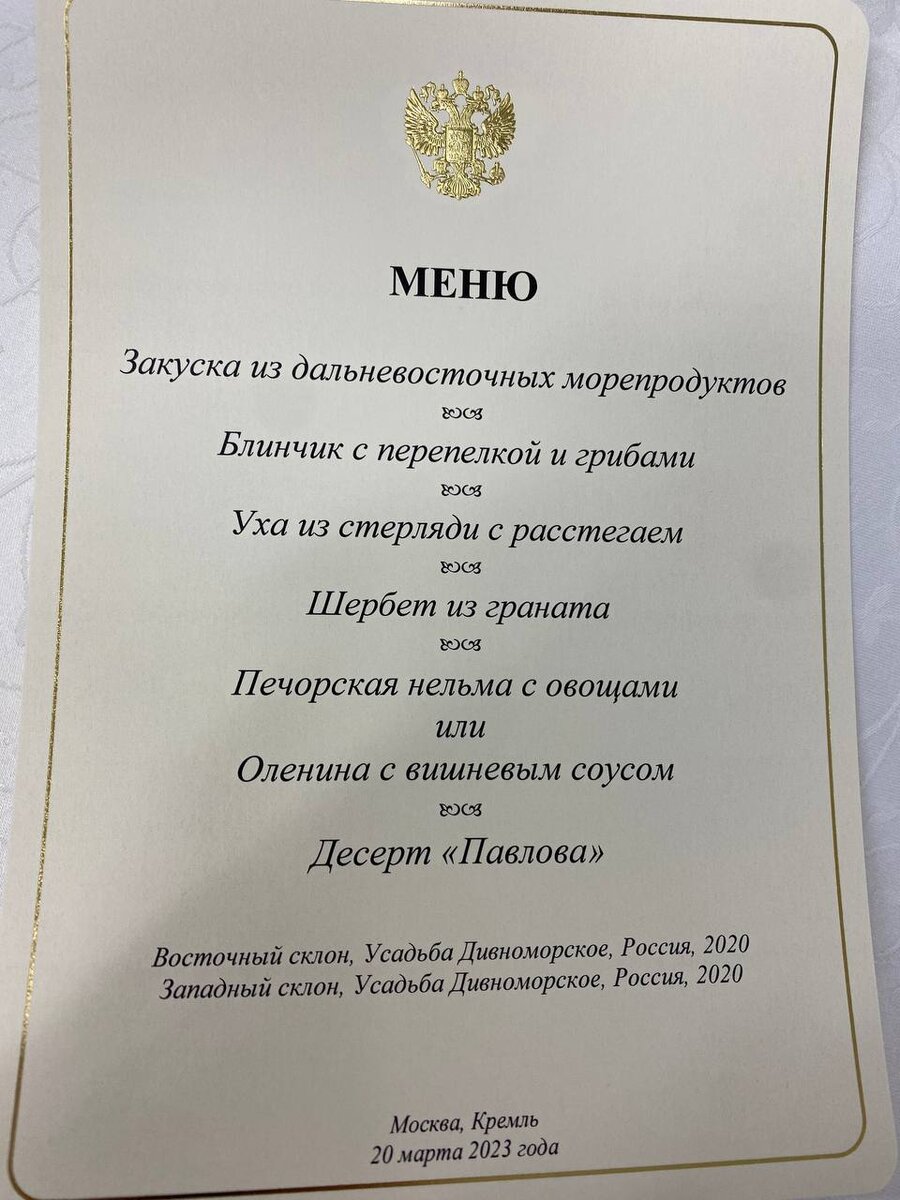 МЕНЮ
Закуска из дальневосточных морепродуктов
Блинчик с перепелкой и грибами
Уха из стерляди с расстегаем
Шербет из граната
Печорская нельма с овощами
или
Оленина с вишневым соусом
Десерт «Павлова»
Восточный склон, Усадьба Дивноморское, Россия, 2020
Западный склон, Усадьба Дивноморское, Россия, 2020
Москва, Кремль
20 марта 2023 года